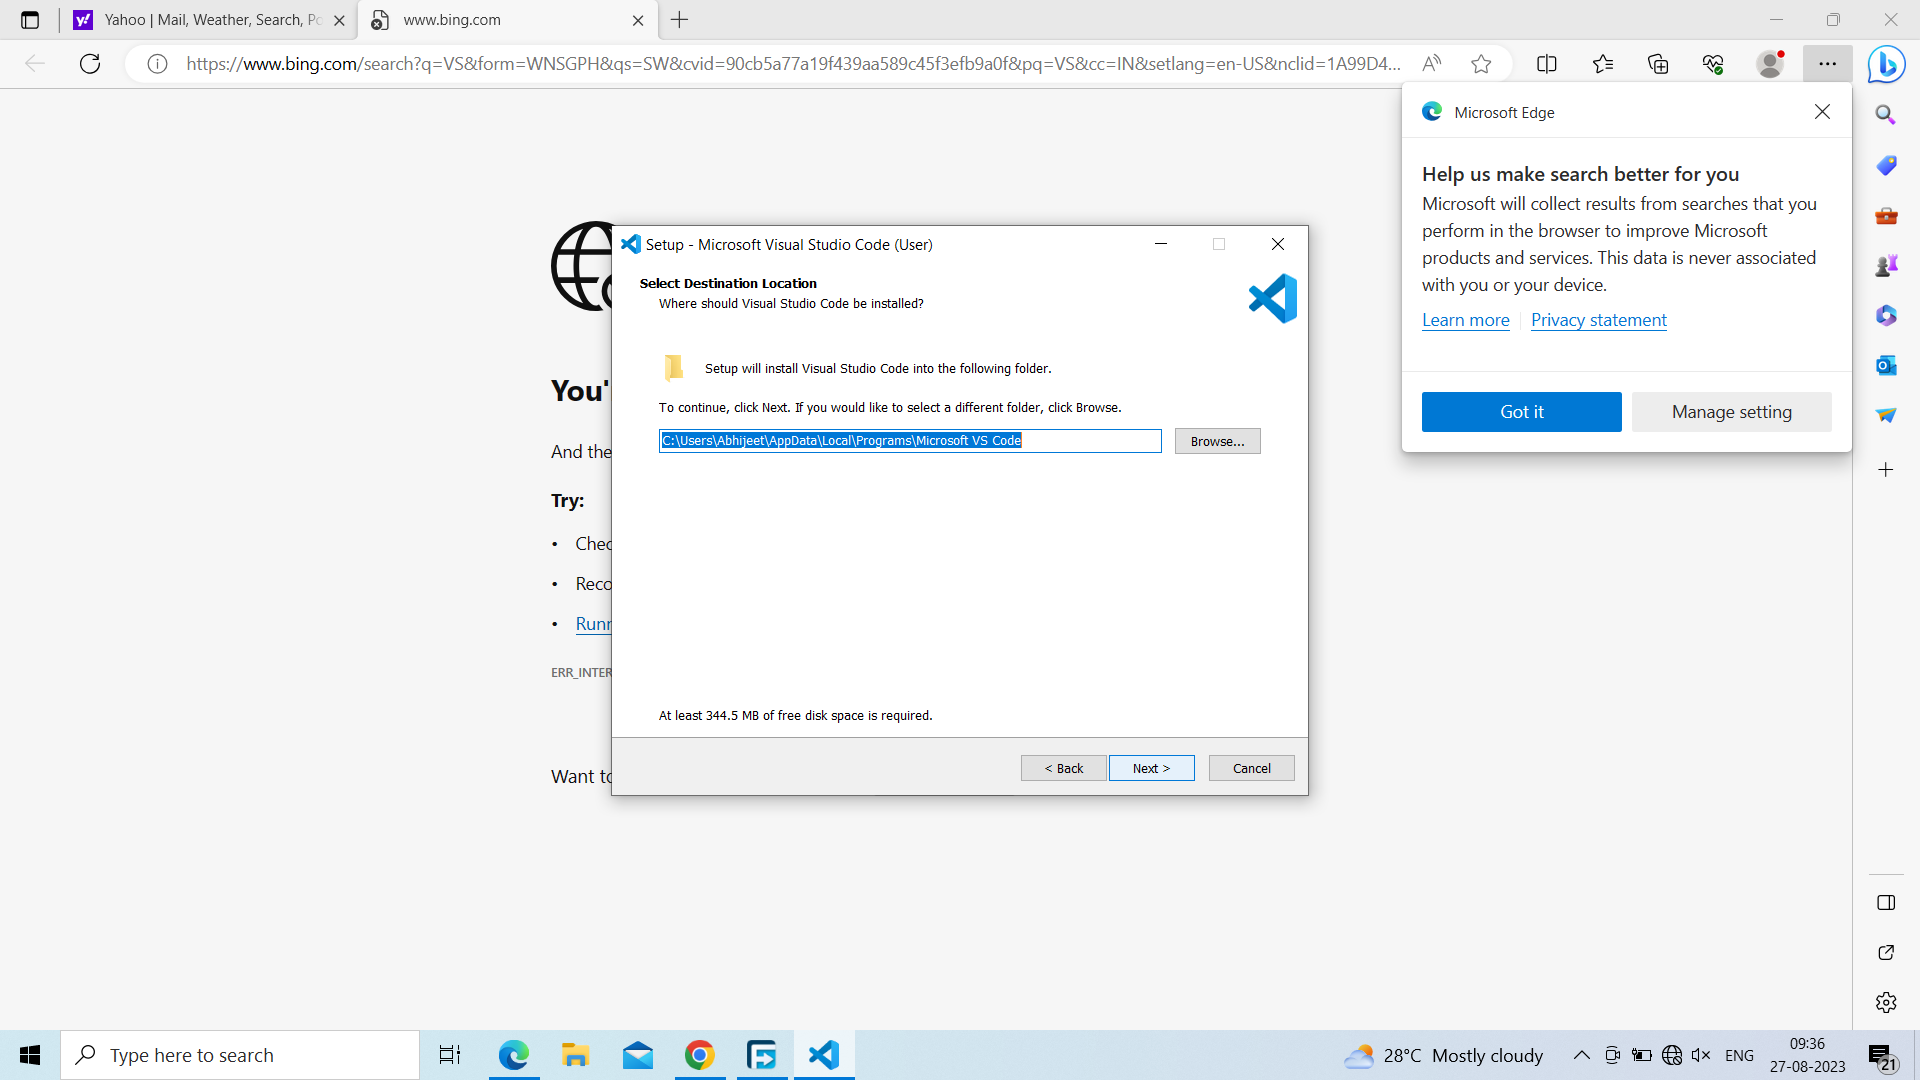 Yahoo | Mail, Weather, Search, Po
www.bing.com
https://www.bing.com/search?q=VS&form=WNSGPH&qs=SW&cvid=90cb5a77a19f439aa589c45f3efb9a0f&pq=VS&cc=IN&setlang=en-US&nclid=1A99D4...
Microsoft Edge
Help us make search better for you
Microsoft will collect results from searches that you
perform in the browser to improve Microsoft
products and services. This data is never associated
with you or your device.
Learn more
Privacy statement
Got it
Manage setting
Setup - Microsoft Visual Studio Code (User)
Select Destination Location
Where should Visual Studio Code be installed?
Setup will install Visual Studio Code into the following folder.
To continue, click Next. If you would like to select a different folder, click Browse.
C:\Users\Abhijeet\AppData\Local\Programs\Microsoft VS Code
Browse...
At least 344.5 MB of free disk space is required.
< Back
Next >
Cancel
You'
And the
Try:
• Chec
• Reco
• Runn
ERR_INTER
Want to
Type here to search
28°C Mostly cloudy
ENG
09:36
27-08-2023
21